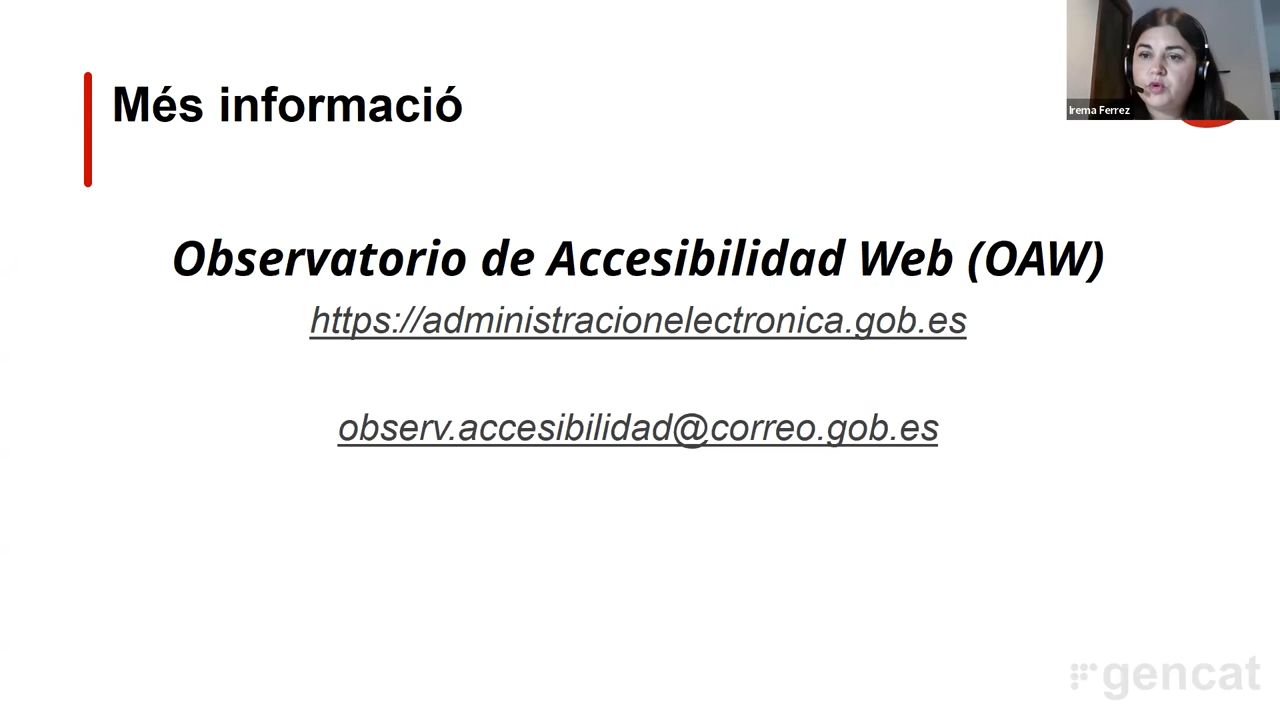 Més informació
Irema Ferrez
Observatorio de Accesibilidad Web (OAW)
https://administracionelectronica.gob.es
observ.accesibilidad@correo.gob.es
gencat